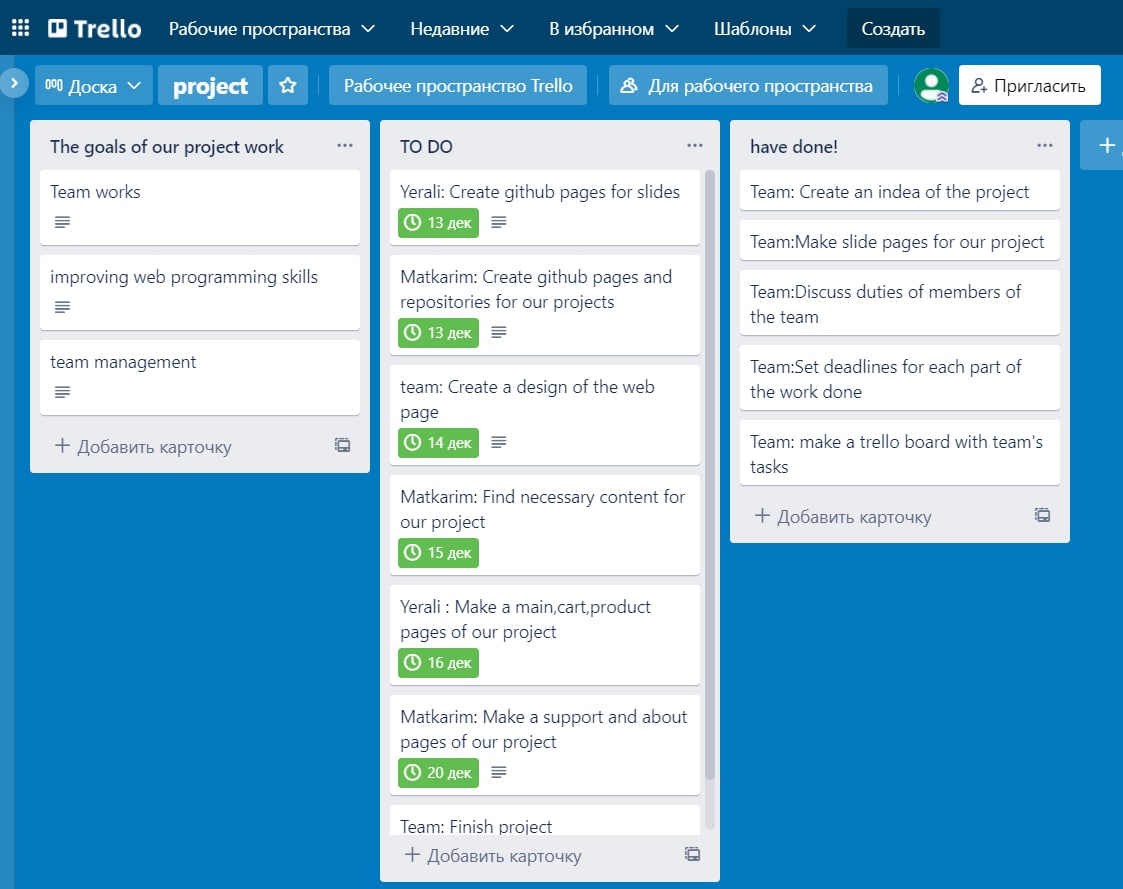 Trello Рабочие пространства Недавние В избранном Шаблоны Создать
Доска project Рабочее пространство Trello Для рабочего пространства Пригласить
The goals of our project work
Team works
improving web programming skills
team management
Добавить карточку
TO DO
Yerali: Create github pages for slides
13 дек
Matkarim: Create github pages and
repositories for our projects
13 дек
team: Create a design of the web
page
14 дек
Matkarim: Find necessary content for
our project
15 дек
Yerali : Make a main,cart,product
pages of our project
16 дек
Matkarim: Make a support and about
pages of our project
20 дек
Team: Finish project
Добавить карточку
have done!
Team: Create an indea of the project
Team:Make slide pages for our project
Team:Discuss duties of members of
the team
Team:Set deadlines for each part of
the work done
Team: make a trello board with team's
tasks
Добавить карточку